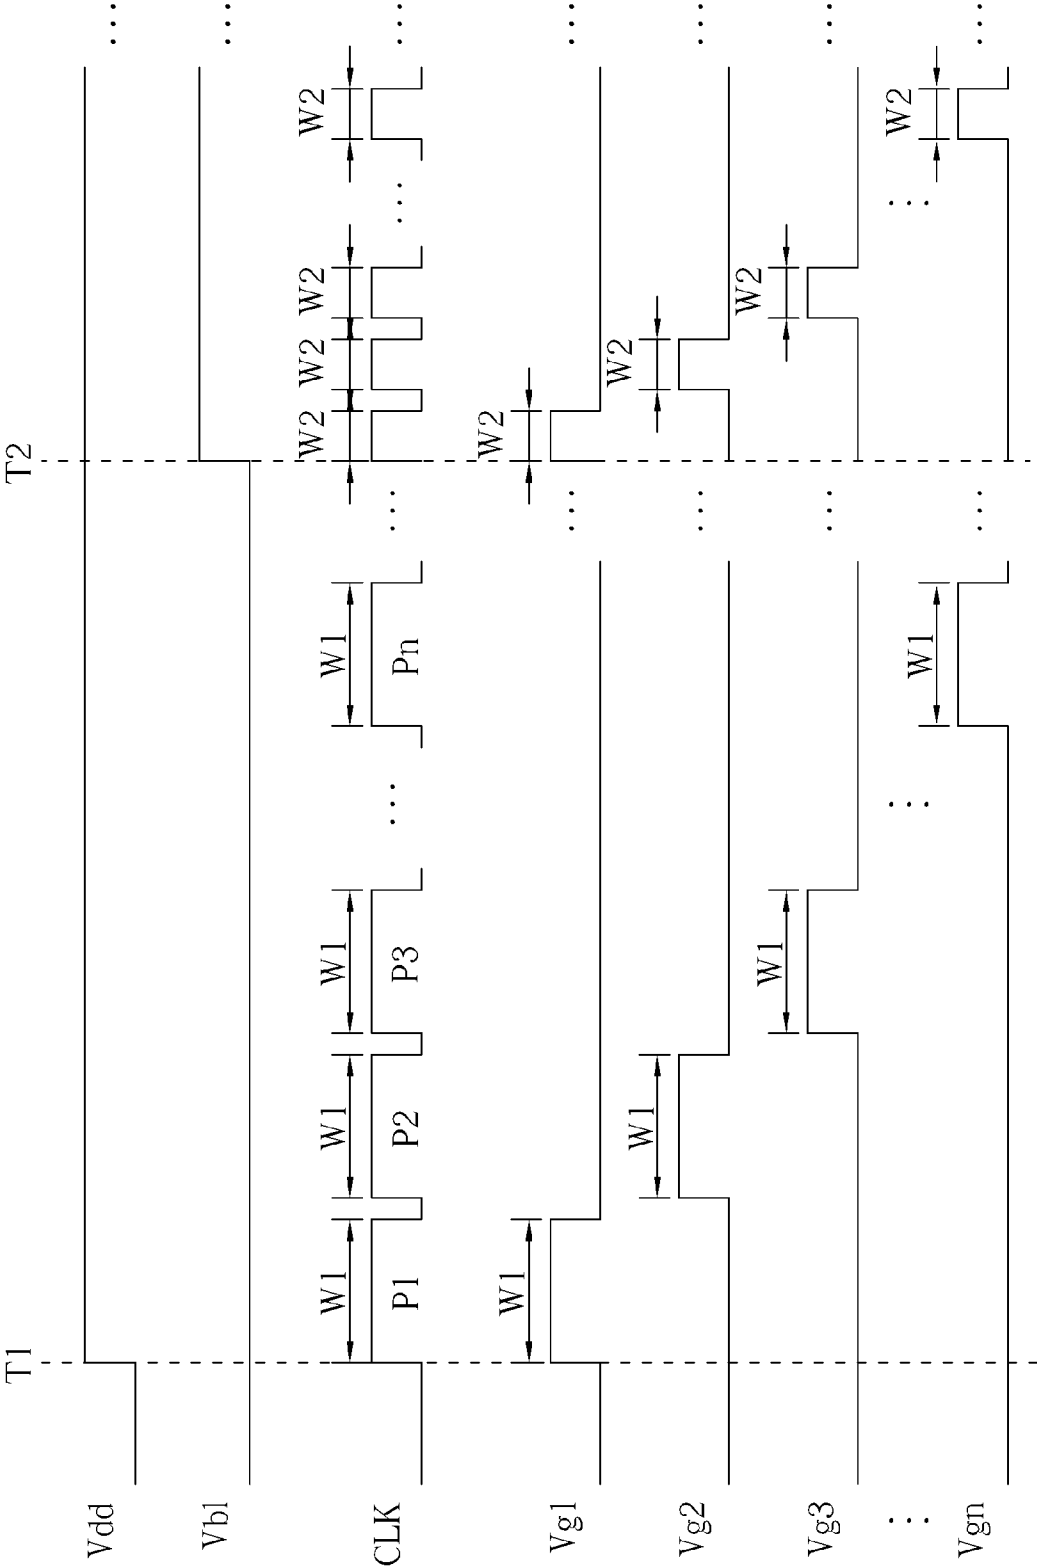 T1 T2
Vdd ...
Vbl ...
W1 W1 W1 W1 W2 W2 W2 W2
CLK P1 P2 P3 ... Pn ... ... ...
W1 W2
Vg1 ... ...
W1 W2
Vg2 ... ...
W1 W2
Vg3 ... ...
... ... ...
W1 W2
Vgn ... ...